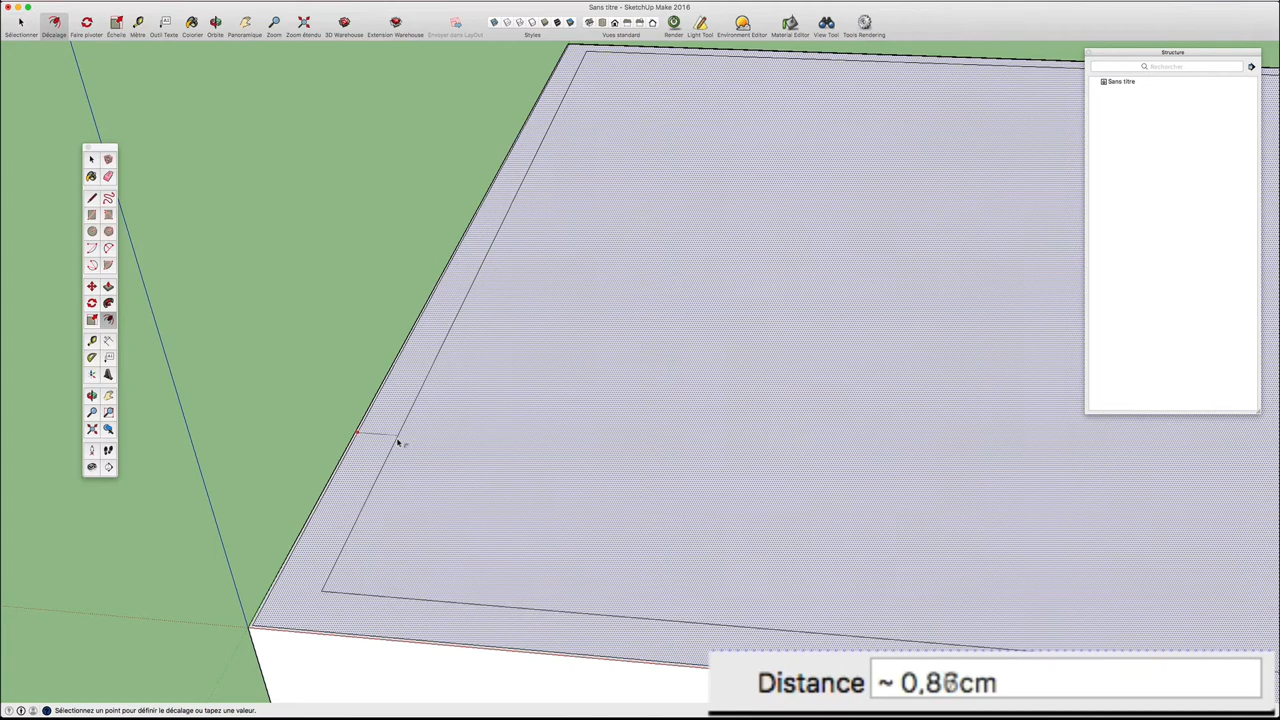 Sans titre - SketchUp Make 2016
Sélectionner Décalage Faire pivoter Échelle Mètre Outil Texte Colorier Orbite Panoramique Zoom Zoom étendu 3D Warehouse Extension Warehouse Envoyer dans LayOut Styles Vues standard Render Light Tool Environment Editor Material Editor View Tool Tools Rendering
Structure
Rechercher
Sans titre
Distance ~ 0,86cm
Sélectionnez un point pour définir le décalage ou tapez une valeur.